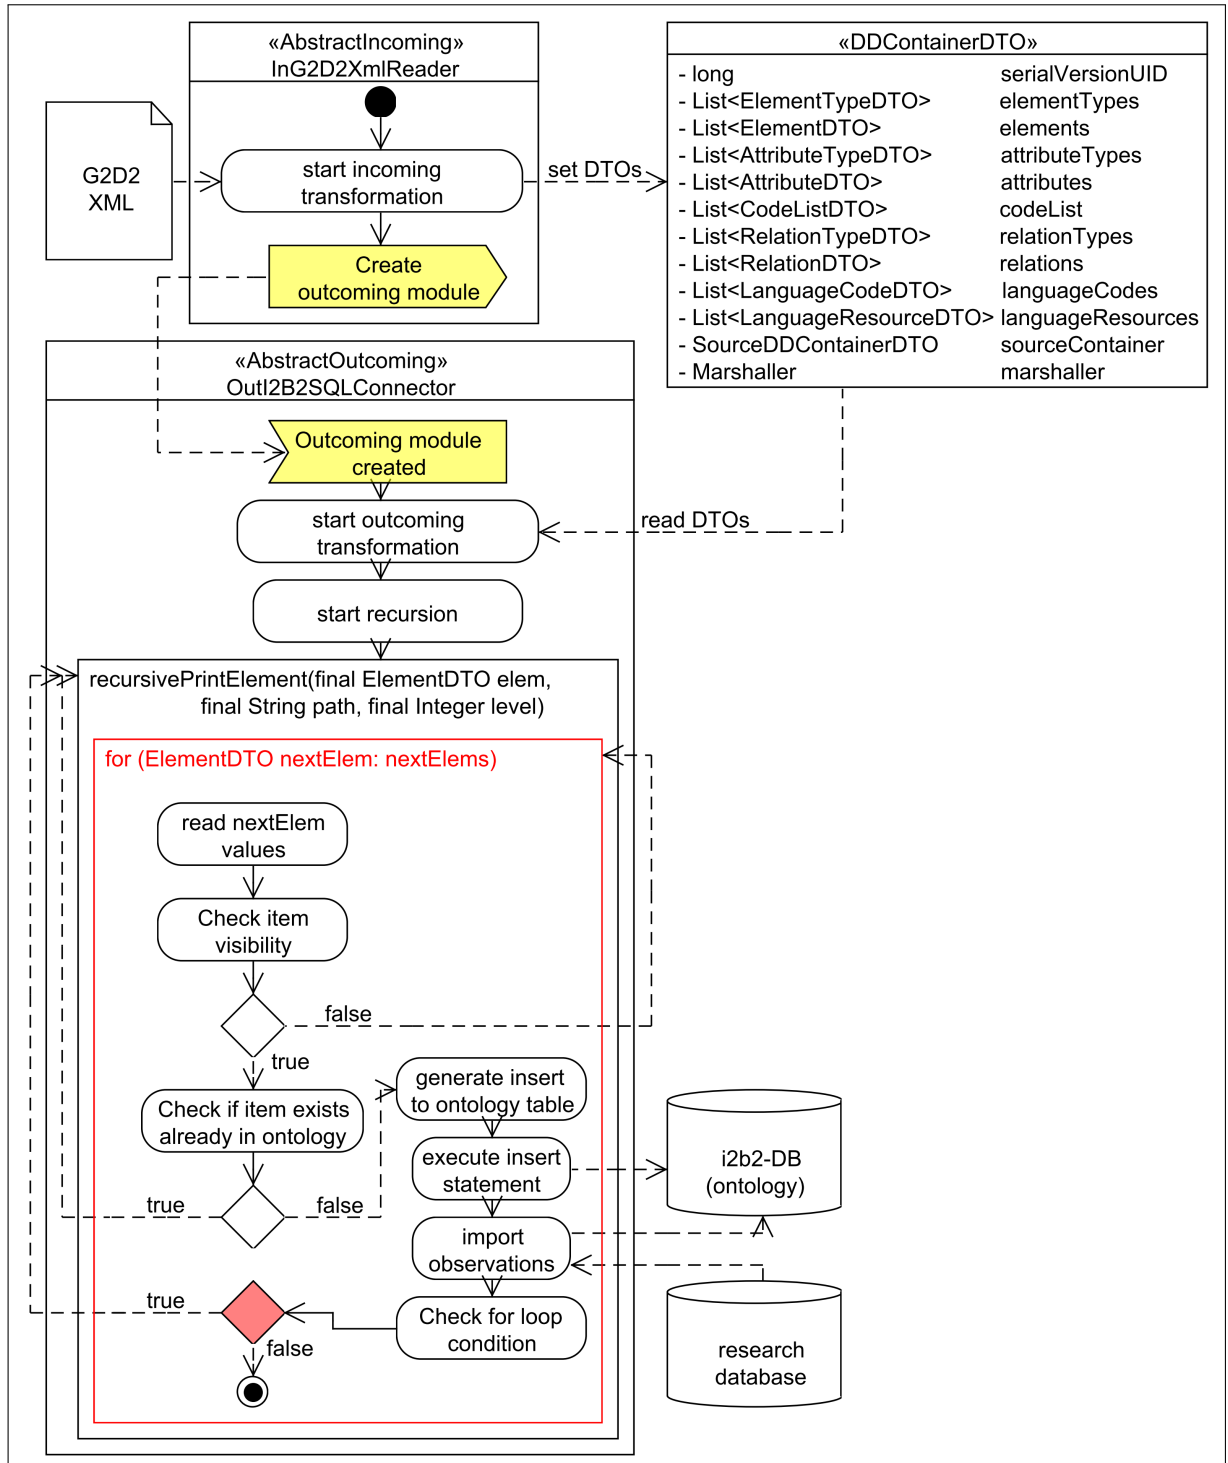 «AbstractIncoming»
InG2D2XmlReader
G2D2
XML
start incoming
transformation
set DTOs
Create
outcoming module
«DDContainerDTO»
- long serialVersionUID
- List<ElementTypeDTO> elementTypes
- List<ElementDTO> elements
- List<AttributeTypeDTO> attributeTypes
- List<AttributeDTO> attributes
- List<CodeListDTO> codeList
- List<RelationTypeDTO> relationTypes
- List<RelationDTO> relations
- List<LanguageCodeDTO> languageCodes
- List<LanguageResourceDTO> languageResources
- SourceDDContainerDTO sourceContainer
- Marshaller marshaller
«AbstractOutcoming»
OutI2B2SQLConnector
Outcoming module
created
start outcoming
transformation
read DTOs
start recursion
recursivePrintElement(final ElementDTO elem,
final String path, final Integer level)
for (ElementDTO nextElem: nextElems)
read nextElem
values
Check item
visibility
false
true
Check if item exists
already in ontology
true
false
generate insert
to ontology table
execute insert
statement
import
observations
Check for loop
condition
true
false
i2b2-DB
(ontology)
research
database